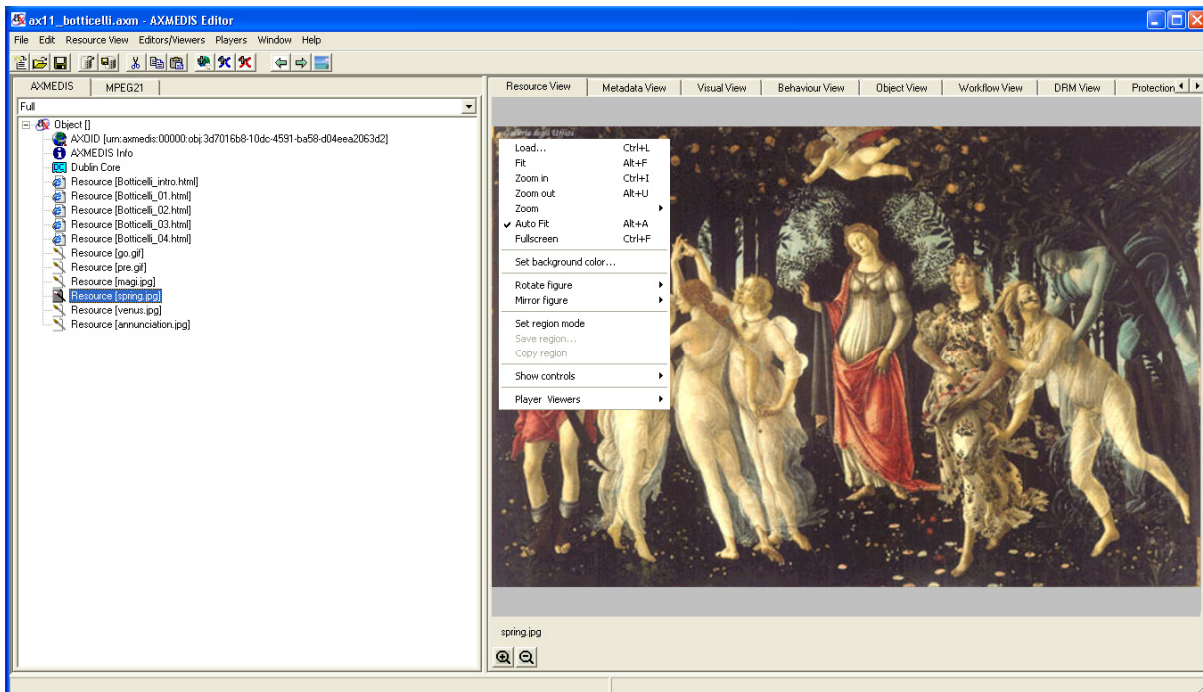 ax11_botticelli.axm - AXMEDIS Editor
File Edit Resource View Editors/Viewers Players Window Help
AXMEDIS MPEG21
Full
Object []
AXOID [urn:axmedis:00000:obj:3d7016b8-10dc-4591-ba58-d04eea2063d2]
AXMEDIS Info
DC Dublin Core
Resource [Botticelli_intro.html]
Resource [Botticelli_01.html]
Resource [Botticelli_02.html]
Resource [Botticelli_03.html]
Resource [Botticelli_04.html]
Resource [go.gif]
Resource [pre.gif]
Resource [magi.jpg]
Resource [spring.jpg]
Resource [venus.jpg]
Resource [annunciation.jpg]
Resource View Metadata View Visual View Behaviour View Object View Workflow View DRM View Protection
Galleria degli Uffizi
Load... Ctrl+L
Fit Alt+F
Zoom in Ctrl+I
Zoom out Alt+U
Zoom
Auto Fit Alt+A
Fullscreen Ctrl+F
Set background color...
Rotate figure
Mirror figure
Set region mode
Save region...
Copy region
Show controls
Player Viewers
spring.jpg